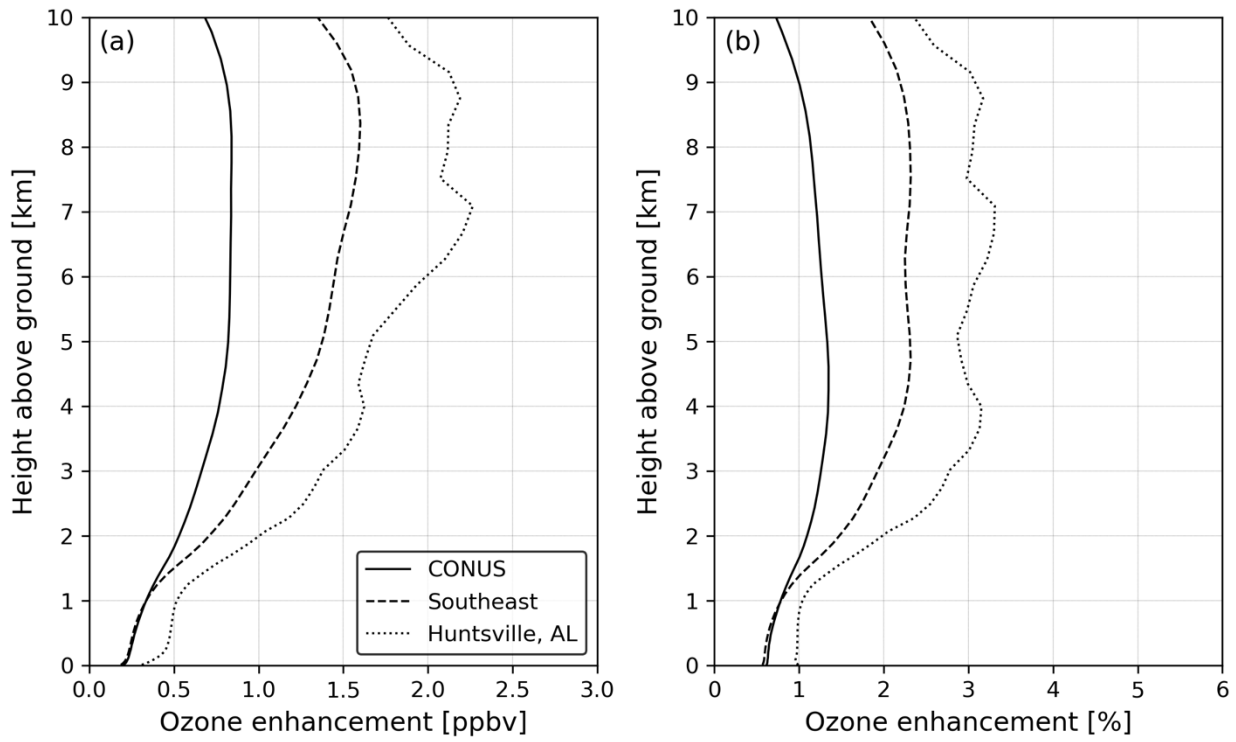 (a)
10
9
8
7
6
5
4
3
2
1
0
Height above ground [km]
0.0 0.5 1.0 1.5 2.0 2.5 3.0
Ozone enhancement [ppbv]
CONUS
Southeast
Huntsville, AL
(b)
10
9
8
7
6
5
4
3
2
1
0
Height above ground [km]
0 1 2 3 4 5 6
Ozone enhancement [%]